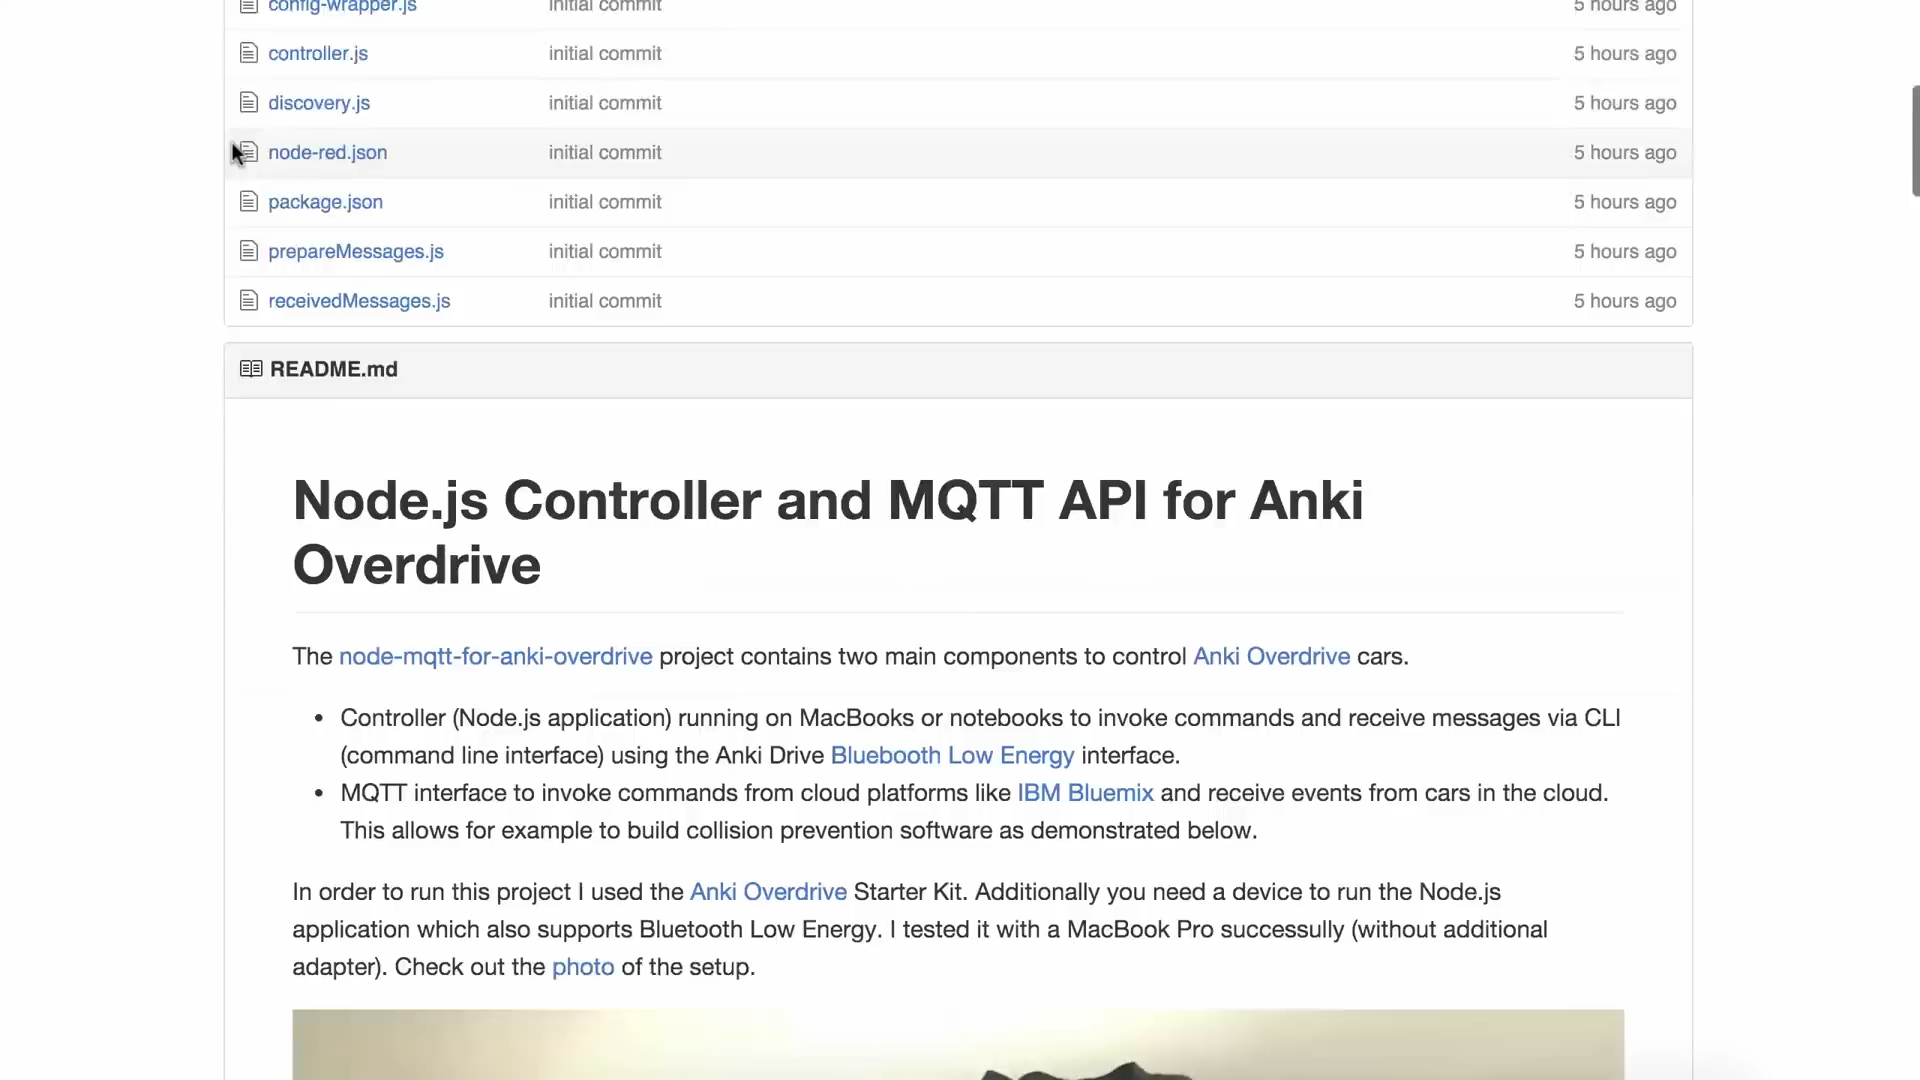 config-wrapper.js initial commit 5 hours ago
controller.js initial commit 5 hours ago
discovery.js initial commit 5 hours ago
node-red.json initial commit 5 hours ago
package.json initial commit 5 hours ago
prepareMessages.js initial commit 5 hours ago
receivedMessages.js initial commit 5 hours ago
README.md
Node.js Controller and MQTT API for Anki
Overdrive
The node-mqtt-for-anki-overdrive project contains two main components to control Anki Overdrive cars.
• Controller (Node.js application) running on MacBooks or notebooks to invoke commands and receive messages via CLI
(command line interface) using the Anki Drive Bluebooth Low Energy interface.
• MQTT interface to invoke commands from cloud platforms like IBM Bluemix and receive events from cars in the cloud.
This allows for example to build collision prevention software as demonstrated below.
In order to run this project I used the Anki Overdrive Starter Kit. Additionally you need a device to run the Node.js
application which also supports Bluetooth Low Energy. I tested it with a MacBook Pro successully (without additional
adapter). Check out the photo of the setup.